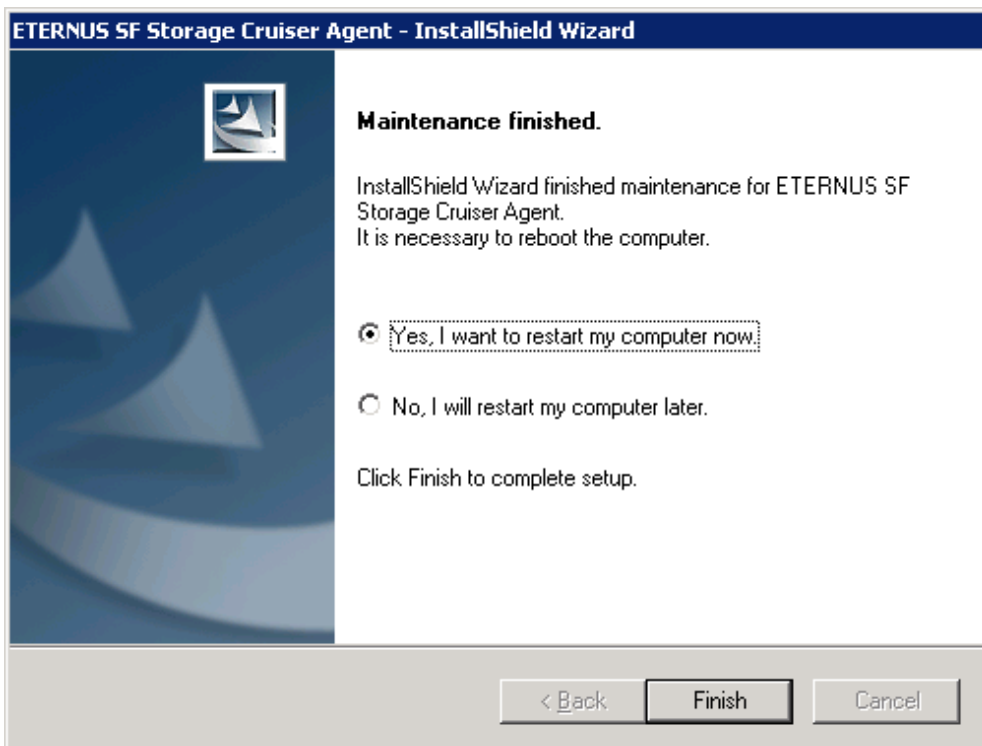 ETERNUS SF Storage Cruiser Agent - InstallShield Wizard
Maintenance finished.
InstallShield Wizard finished maintenance for ETERNUS SF
Storage Cruiser Agent.
It is necessary to reboot the computer.
Yes, I want to restart my computer now.
No, I will restart my computer later.
Click Finish to complete setup.
< Back Finish Cancel